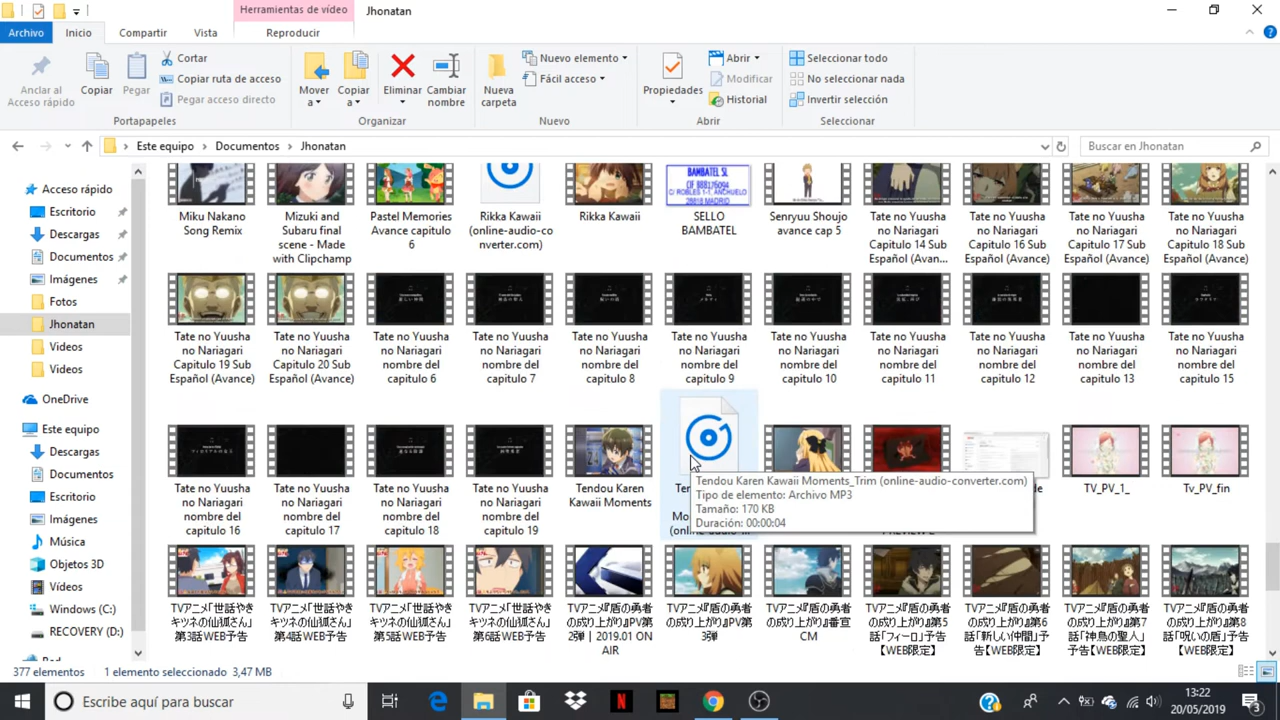 Herramientas de vídeo
Jhonatan
Archivo
Inicio
Compartir
Vista
Reproducir
Anclar al
Acceso rápido
Copiar
Pegar
Cortar
Copiar ruta de acceso
Pegar acceso directo
Portapapeles
Mover
a
Copiar
a
Eliminar
Cambiar
nombre
Organizar
Nueva
carpeta
Nuevo elemento
Fácil acceso
Nuevo
Propiedades
Abrir
Modificar
Historial
Abrir
Seleccionar todo
No seleccionar nada
Invertir selección
Seleccionar
Este equipo
Documentos
Jhonatan
Buscar en Jhonatan
Acceso rápido
Escritorio
Descargas
Documentos
Imágenes
Fotos
Jhonatan
Videos
Videos
OneDrive
Este equipo
Descargas
Documentos
Escritorio
Imágenes
Música
Objetos 3D
Vídeos
Windows (C:)
RECOVERY (D:)
BAMBATEL SL
CIF B88176094
C/ ROBLES 1-1. ANCHUELO
28818 MADRID
Miku Nakano
Song Remix
Mizuki and
Subaru final
scene - Made
with Clipchamp
Pastel Memories
Avance capitulo
6
Rikka Kawaii
(online-audio-co
nverter.com)
Rikka Kawaii
SELLO
BAMBATEL
Senryuu Shoujo
avance cap 5
Tate no Yuusha
no Nariagari
Capitulo 14 Sub
Español (Avan...
Tate no Yuusha
no Nariagari
Capitulo 16 Sub
Español (Avance)
Tate no Yuusha
no Nariagari
Capitulo 17 Sub
Español (Avance)
Tate no Yuusha
no Nariagari
Capitulo 18 Sub
Español (Avance)
Tate no Yuusha
no Nariagari
Capitulo 19 Sub
Español (Avance)
Tate no Yuusha
no Nariagari
Capitulo 20 Sub
Español (Avance)
Tate no Yuusha
no Nariagari
nombre del
capitulo 6
Tate no Yuusha
no Nariagari
nombre del
capitulo 7
Tate no Yuusha
no Nariagari
nombre del
capitulo 8
Tate no Yuusha
no Nariagari
nombre del
capitulo 9
Tate no Yuusha
no Nariagari
nombre del
capitulo 10
Tate no Yuusha
no Nariagari
nombre del
capitulo 11
Tate no Yuusha
no Nariagari
nombre del
capitulo 12
Tate no Yuusha
no Nariagari
nombre del
capitulo 13
Tate no Yuusha
no Nariagari
nombre del
capitulo 15
Tate no Yuusha
no Nariagari
nombre del
capitulo 16
Tate no Yuusha
no Nariagari
nombre del
capitulo 17
Tate no Yuusha
no Nariagari
nombre del
capitulo 18
Tate no Yuusha
no Nariagari
nombre del
capitulo 19
Tendou Karen
Kawaii Moments
Tendou Karen Kawaii Moments_Trim (online-audio-converter.com)
Tipo de elemento: Archivo MP3
Tamaño: 170 KB
Duración: 00:00:04
TV_PV_1_
Tv_PV_fin
TVアニメ「世話やき
キツネの仙狐さん」
第3話WEB予告
TVアニメ「世話やき
キツネの仙狐さん」
第4話WEB予告
TVアニメ「世話やき
キツネの仙狐さん」
第5話WEB予告
TVアニメ「世話やき
キツネの仙狐さん」
第6話WEB予告
TVアニメ『盾の勇者
の成り上がり』PV第
2弾 | 2019.01 ON
AIR
TVアニメ『盾の勇者
の成り上がり』PV第
3弾
TVアニメ『盾の勇者
の成り上がり』番宣
CM
TVアニメ『盾の勇者
の成り上がり』第5
話「フィーロ」予告
【WEB限定】
TVアニメ『盾の勇者
の成り上がり』第6
話「新しい仲間」予
告【WEB限定】
TVアニメ『盾の勇者
の成り上がり』第7
話「神鳥の聖人」予
告【WEB限定】
TVアニメ『盾の勇者
の成り上がり』第8
話「呪いの盾」予告
【WEB限定】
377 elementos
1 elemento seleccionado 3,47 MB
Escribe aquí para buscar
13:22
20/05/2019
3